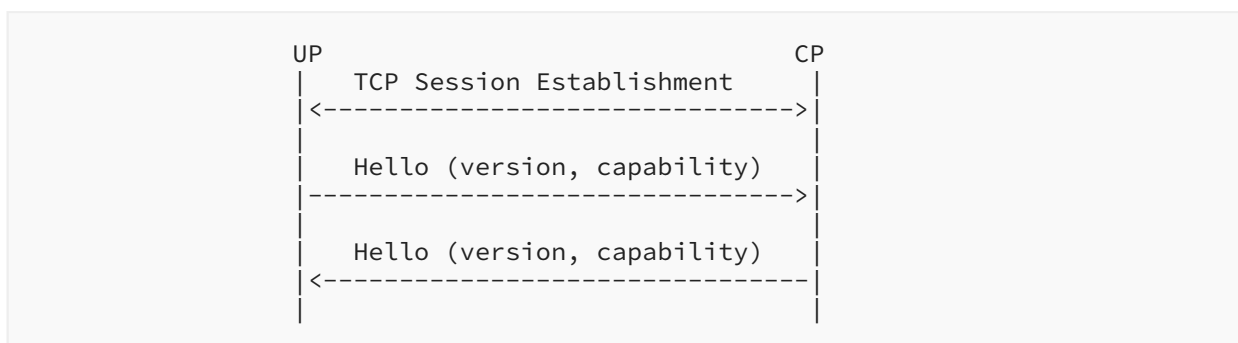 UP CP
| TCP Session Establishment |
|<------------------------------->|
| |
| Hello (version, capability) |
|-------------------------------->|
| |
| Hello (version, capability) |
|<--------------------------------|
| |